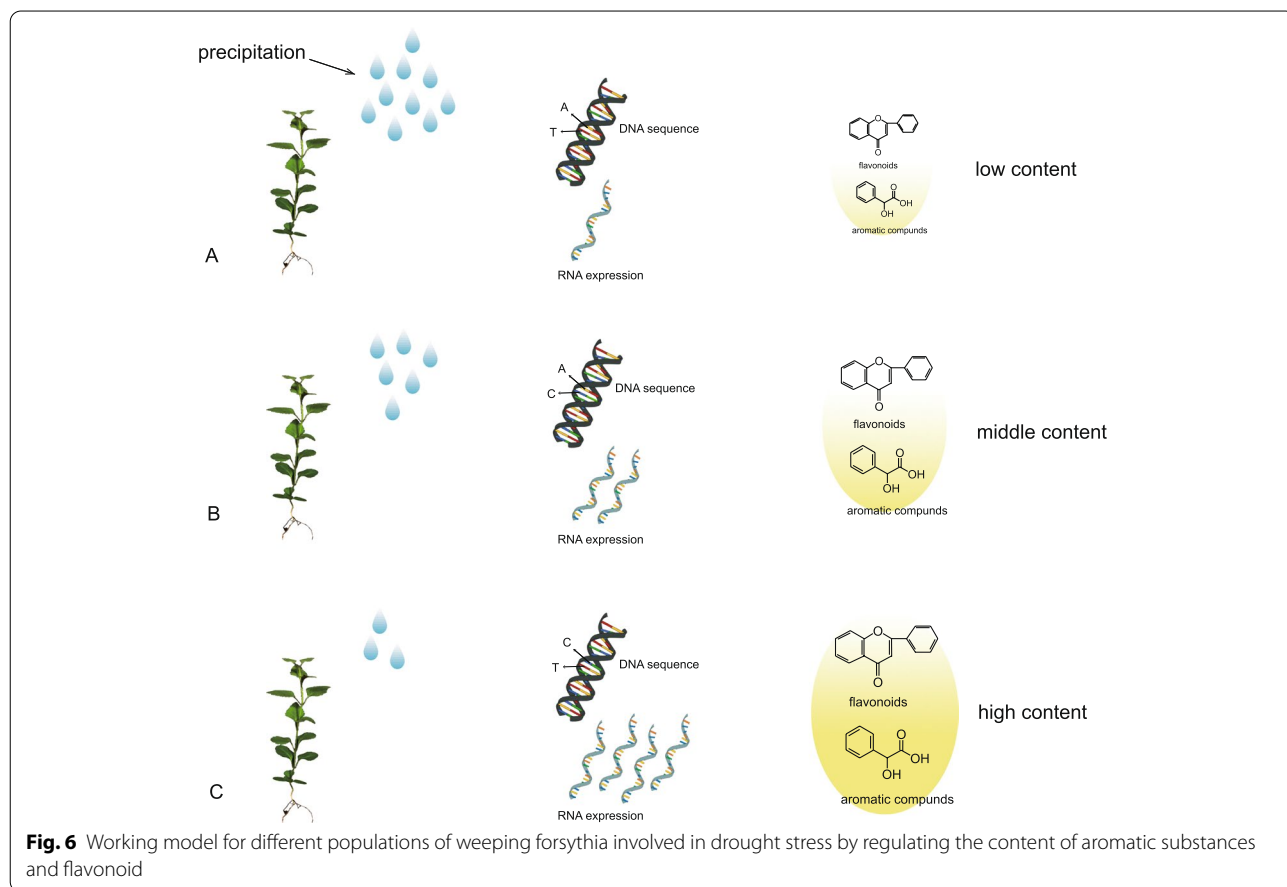 precipitation
A
T
DNA sequence
RNA expression
O
O
flavonoids
O
OH
OH
aromatic compunds
low content
A
A
C
DNA sequence
RNA expression
O
O
flavonoids
O
OH
OH
aromatic compunds
middle content
B
C
T
DNA sequence
RNA expression
O
O
flavonoids
O
OH
OH
aromatic compunds
high content
C
Fig. 6 Working model for different populations of weeping forsythia involved in drought stress by regulating the content of aromatic substances
and flavonoid